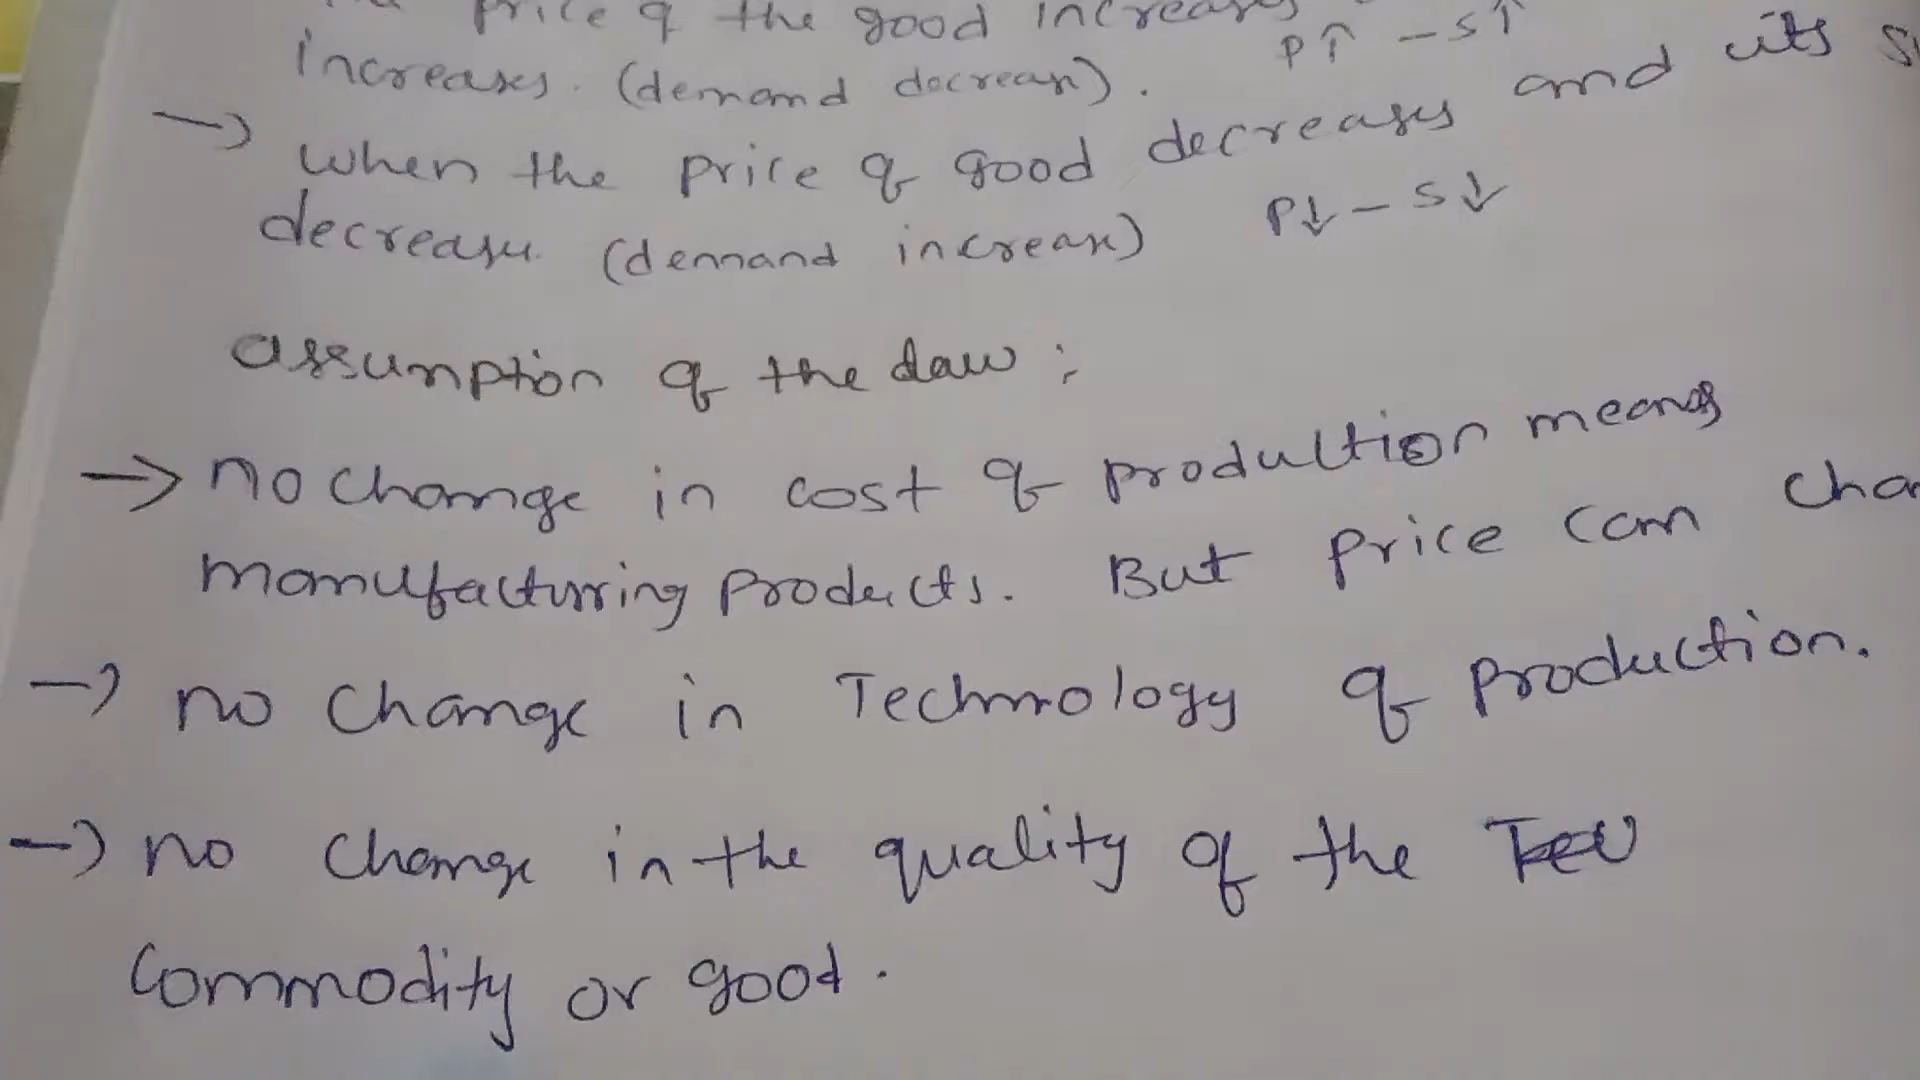 price of the good increases
increases. (demand decrease). P↑ - S↑
→ when the price of good decreases and its
decrease. (demand increase) P↓ - S↓
assumption of the law :
→ no change in cost of production means
manufacturing products. But price can
→ no change in Technology of production.
→ no change in the quality of the
Commodity or good.